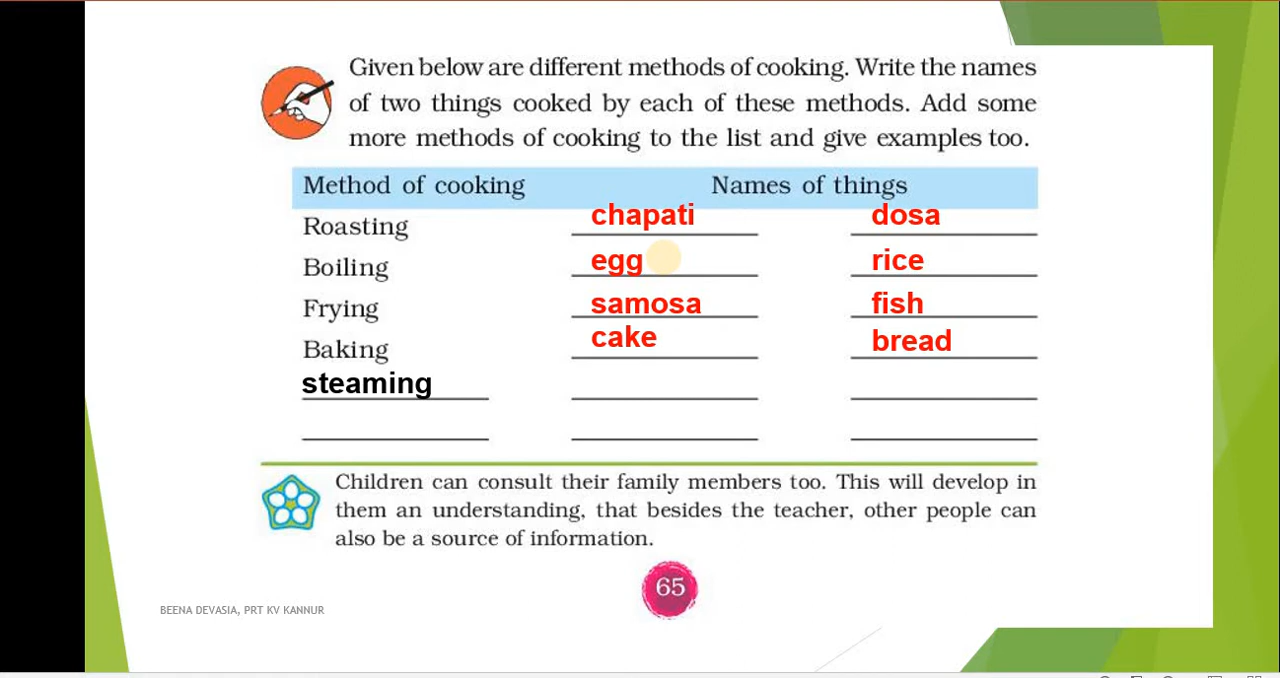 Given below are different methods of cooking. Write the names
of two things cooked by each of these methods. Add some
more methods of cooking to the list and give examples too.
Method of cooking Names of things
Roasting chapati dosa
Boiling egg rice
Frying samosa fish
Baking cake bread
steaming
Children can consult their family members too. This will develop in
them an understanding, that besides the teacher, other people can
also be a source of information.
65
BEENA DEVASIA, PRT KV KANNUR